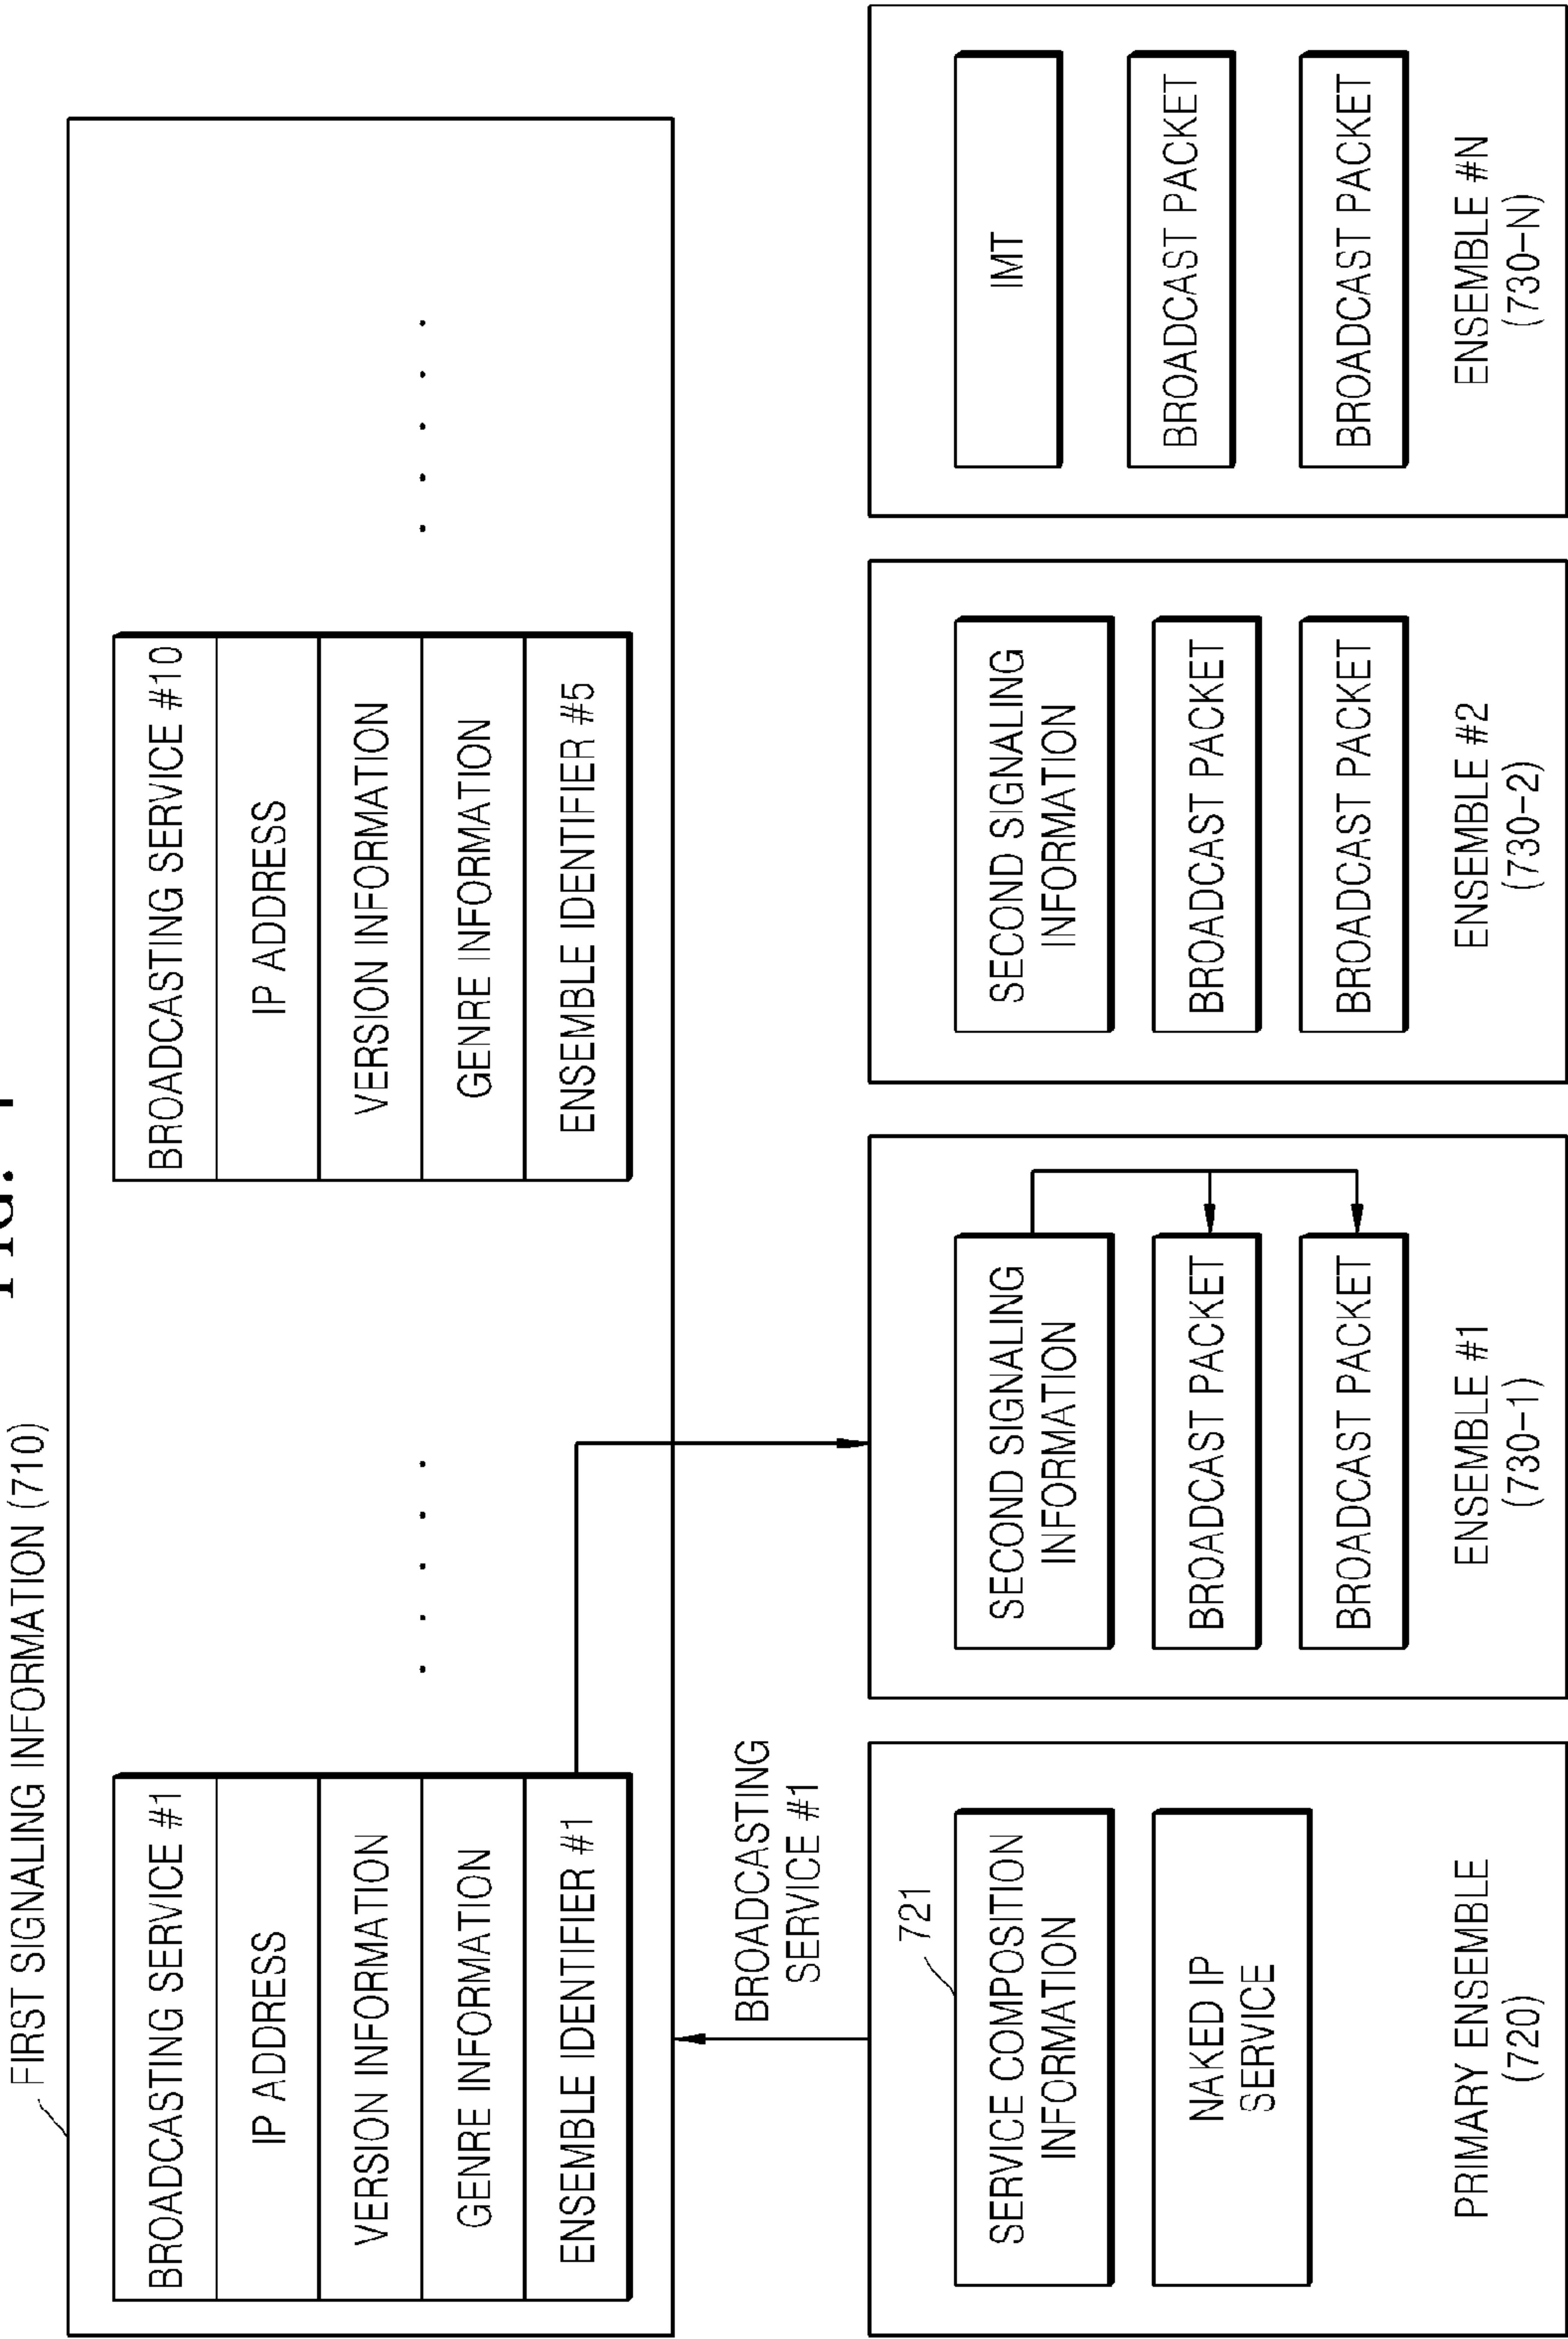 FIRST SIGNALING INFORMATION (710)
BROADCASTING SERVICE #1
IP ADDRESS
VERSION INFORMATION
GENRE INFORMATION
ENSEMBLE IDENTIFIER #1
BROADCASTING SERVICE #10
IP ADDRESS
VERSION INFORMATION
GENRE INFORMATION
ENSEMBLE IDENTIFIER #5
BROADCASTING
SERVICE #1
721
SERVICE COMPOSITION
INFORMATION
NAKED IP
SERVICE
PRIMARY ENSEMBLE
(720)
SECOND SIGNALING
INFORMATION
BROADCAST PACKET
BROADCAST PACKET
ENSEMBLE #1
(730-1)
SECOND SIGNALING
INFORMATION
BROADCAST PACKET
BROADCAST PACKET
ENSEMBLE #2
(730-2)
IMT
BROADCAST PACKET
BROADCAST PACKET
ENSEMBLE #N
(730-N)